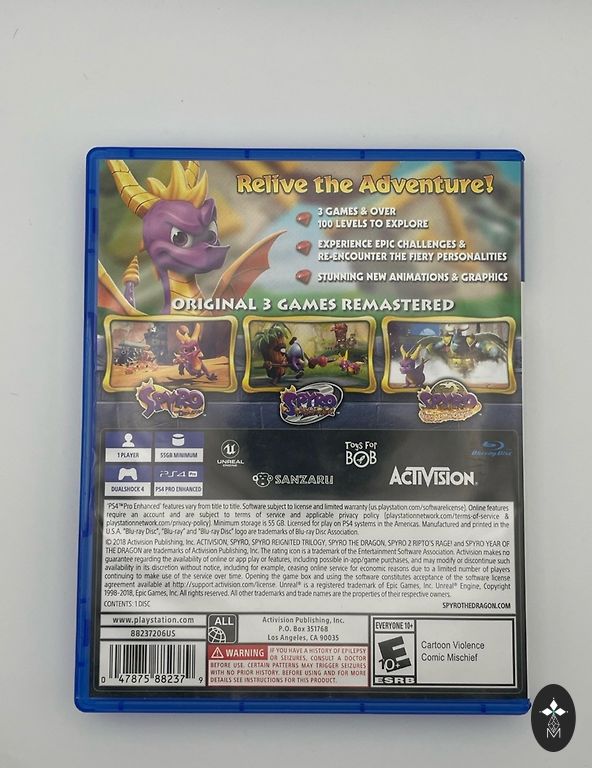 Relive the Adventure!
3 GAMES & OVER
100 LEVELS TO EXPLORE
EXPERIENCE EPIC CHALLENGES &
RE-ENCOUNTER THE FIERY PERSONALITIES
STUNNING NEW ANIMATIONS & GRAPHICS
ORIGINAL 3 GAMES REMASTERED
SPYRO
SPYRO
SPYRO
1 PLAYER
55GB MINIMUM
DUALSHOCK 4
PS4 PRO
PS4 PRO ENHANCED
UNREAL
ENGINE
SANZARU
Toys For
BOB
ACTIVISION
Blu-ray Disc
'PS4™Pro Enhanced' features vary from title to title. Software subject to license and limited warranty (us.playstation.com/softwarelicense). Online features
require an account and are subject to terms of service and applicable privacy policy (playstationnetwork.com/terms-of-service &
playstationnetwork.com/privacy-policy). Minimum storage is 55 GB. Licensed for play on PS4 systems in the Americas. Manufactured and printed in the
U.S.A. "Blu-ray Disc", "Blu-ray" and "Blu-ray Disc" logo are trademarks of Blu-ray Disc Association.
© 2018 Activision Publishing, Inc. ACTIVISION, SPYRO, SPYRO REIGNITED TRILOGY, SPYRO THE DRAGON, SPYRO 2 RIPTO'S RAGE! and SPYRO YEAR OF
THE DRAGON are trademarks of Activision Publishing, Inc. The rating icon is a trademark of the Entertainment Software Association. Activision makes no
guarantee regarding the availability of online or app play or features, including possible in-app/game purchases, and may modify or discontinue such
availability in its discretion without notice, including for example, ceasing online service for economic reasons due to a limited number of players
continuing to make use of the service over time. Opening the game box and using the software constitutes acceptance of the software license
agreement available at http://support.activision.com/license. Unreal® is a registered trademark of Epic Games, Inc. Unreal® Engine, Copyright
1998-2018, Epic Games, Inc. All rights reserved. All other trademarks and trade names are the properties of their respective owners.
CONTENTS: 1 DISC
SPYROTHEDRAGON.COM
www.playstation.com
88237206US
0 47875 88237 9
ALL
Activision Publishing, Inc.
P.O. Box 351768
Los Angeles, CA 90035
WARNING
IF YOU HAVE A HISTORY OF EPILEPSY
OR SEIZURES, CONSULT A DOCTOR
BEFORE USE. CERTAIN PATTERNS MAY TRIGGER SEIZURES
WITH NO PRIOR HISTORY. BEFORE USING AND FOR MORE
DETAILS SEE INSTRUCTIONS FOR THIS PRODUCT.
EVERYONE 10+
E
10+
ESRB
Cartoon Violence
Comic Mischief
M